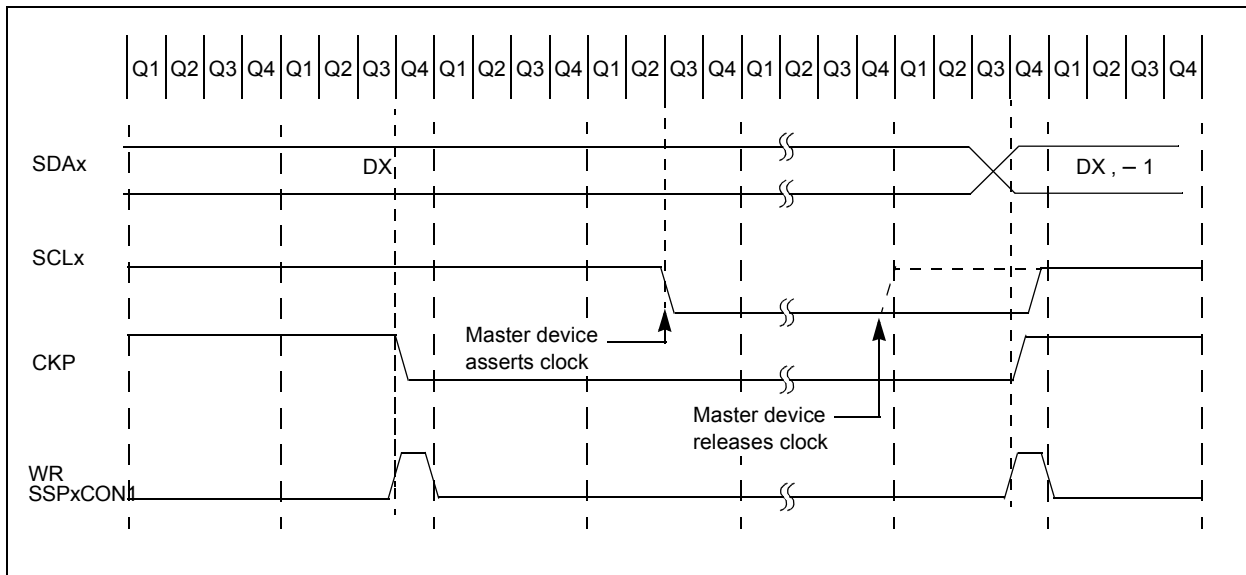 Q1 Q2 Q3 Q4 Q1 Q2 Q3 Q4 Q1 Q2 Q3 Q4 Q1 Q2 Q3 Q4 Q1 Q2 Q3 Q4 Q1 Q2 Q3 Q4 Q1 Q2 Q3 Q4
SDAx
DX
DX , – 1
SCLx
Master device
asserts clock
CKP
Master device
releases clock
WR
SSPxCON1